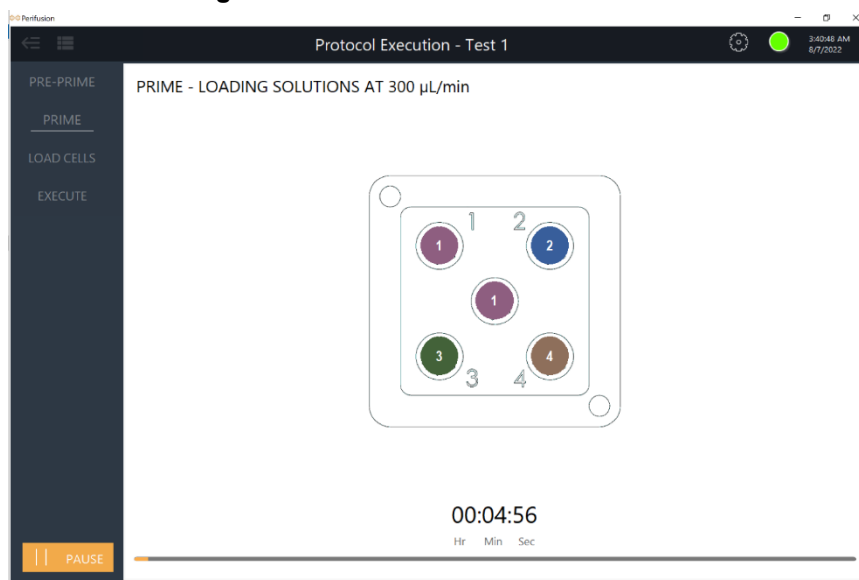 Perifusion
Protocol Execution - Test 1
3:40:48 AM
8/7/2022
PRE-PRIME
PRIME
LOAD CELLS
EXECUTE
PRIME - LOADING SOLUTIONS AT 300 µL/min
1 2
1 2
1
3 4
3 4
00:04:56
Hr Min Sec
PAUSE